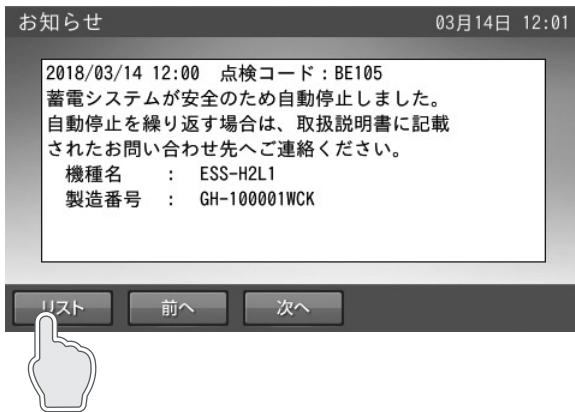 お知らせ 03月14日 12:01
2018/03/14 12:00 点検コード：BE105
蓄電システムが安全のため自動停止しました。
自動停止を繰り返す場合は、取扱説明書に記載
されたお問い合わせ先へご連絡ください。
機種名 ： ESS-H2L1
製造番号 ： GH-100001WCK
リスト 前へ 次へ